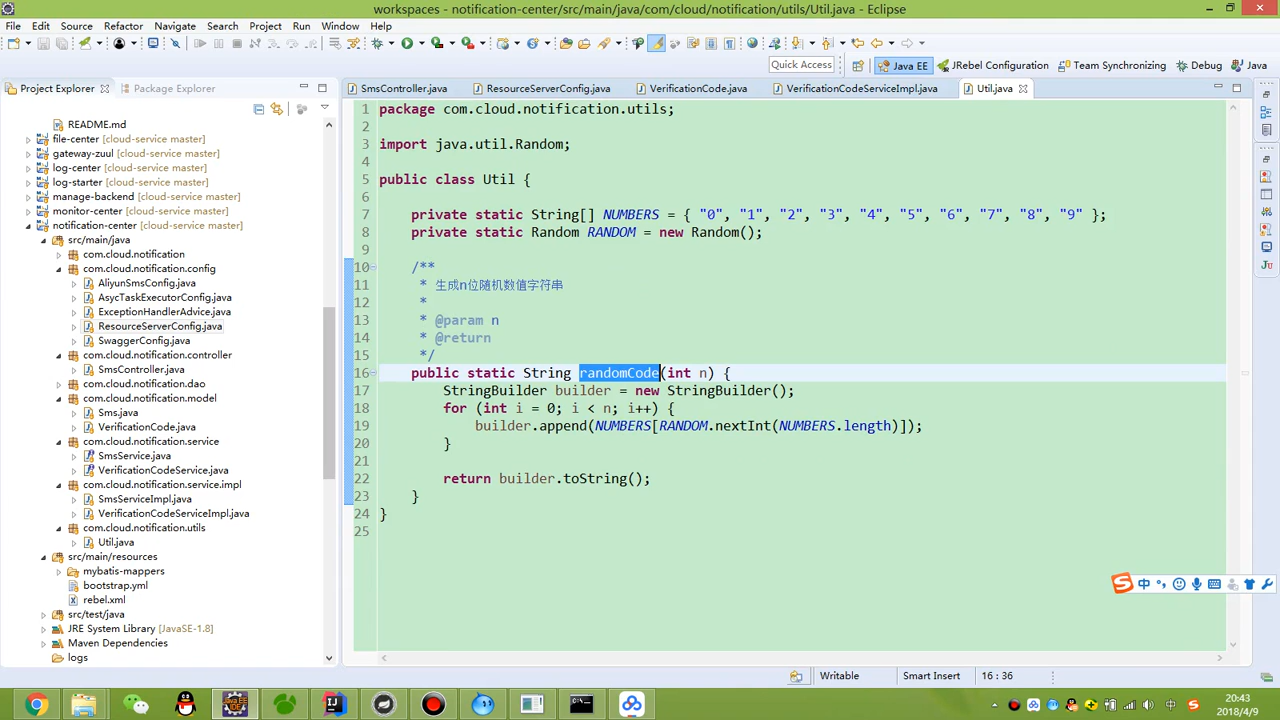 workspaces - notification-center/src/main/java/com/cloud/notification/utils/Util.java - Eclipse
File Edit Source Refactor Navigate Search Project Run Window Help
Quick Access
Java EE JRebel Configuration Team Synchronizing Debug Java
Project Explorer Package Explorer
SmsController.java ResourceServerConfig.java VerificationCode.java VerificationCodeServiceImpl.java Util.java
README.md
file-center [cloud-service master]
gateway-zuul [cloud-service master]
log-center [cloud-service master]
log-starter [cloud-service master]
manage-backend [cloud-service master]
monitor-center [cloud-service master]
notification-center [cloud-service master]
src/main/java
com.cloud.notification
com.cloud.notification.config
AliyunSmsConfig.java
AsycTaskExecutorConfig.java
ExceptionHandlerAdvice.java
ResourceServerConfig.java
SwaggerConfig.java
com.cloud.notification.controller
SmsController.java
com.cloud.notification.dao
com.cloud.notification.model
Sms.java
VerificationCode.java
com.cloud.notification.service
SmsService.java
VerificationCodeService.java
com.cloud.notification.service.impl
SmsServiceImpl.java
VerificationCodeServiceImpl.java
com.cloud.notification.utils
Util.java
src/main/resources
mybatis-mappers
bootstrap.yml
rebel.xml
src/test/java
JRE System Library [JavaSE-1.8]
Maven Dependencies
logs
1 package com.cloud.notification.utils;
2
3 import java.util.Random;
4
5 public class Util {
6
7 private static String[] NUMBERS = { "0", "1", "2", "3", "4", "5", "6", "7", "8", "9" };
8 private static Random RANDOM = new Random();
9
10 /**
11 * 生成n位随机数值字符串
12 *
13 * @param n
14 * @return
15 */
16 public static String randomCode(int n) {
17 StringBuilder builder = new StringBuilder();
18 for (int i = 0; i < n; i++) {
19 builder.append(NUMBERS[RANDOM.nextInt(NUMBERS.length)]);
20 }
21
22 return builder.toString();
23 }
24 }
25
中
Writable Smart Insert 16 : 36
中
20:43
2018/4/9